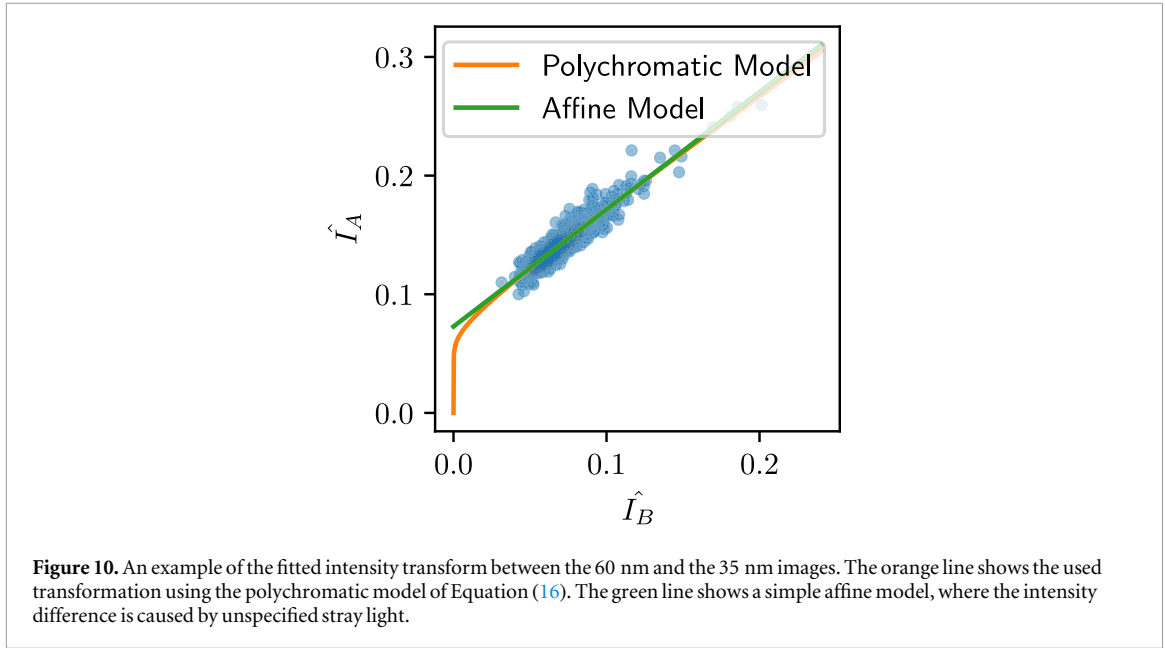 0.3
0.2
0.1
0.0
Polychromatic Model
Affine Model
Î_A
0.0 0.1 0.2
Î_B
Figure 10. An example of the fitted intensity transform between the 60 nm and the 35 nm images. The orange line shows the used
transformation using the polychromatic model of Equation (16). The green line shows a simple affine model, where the intensity
difference is caused by unspecified stray light.